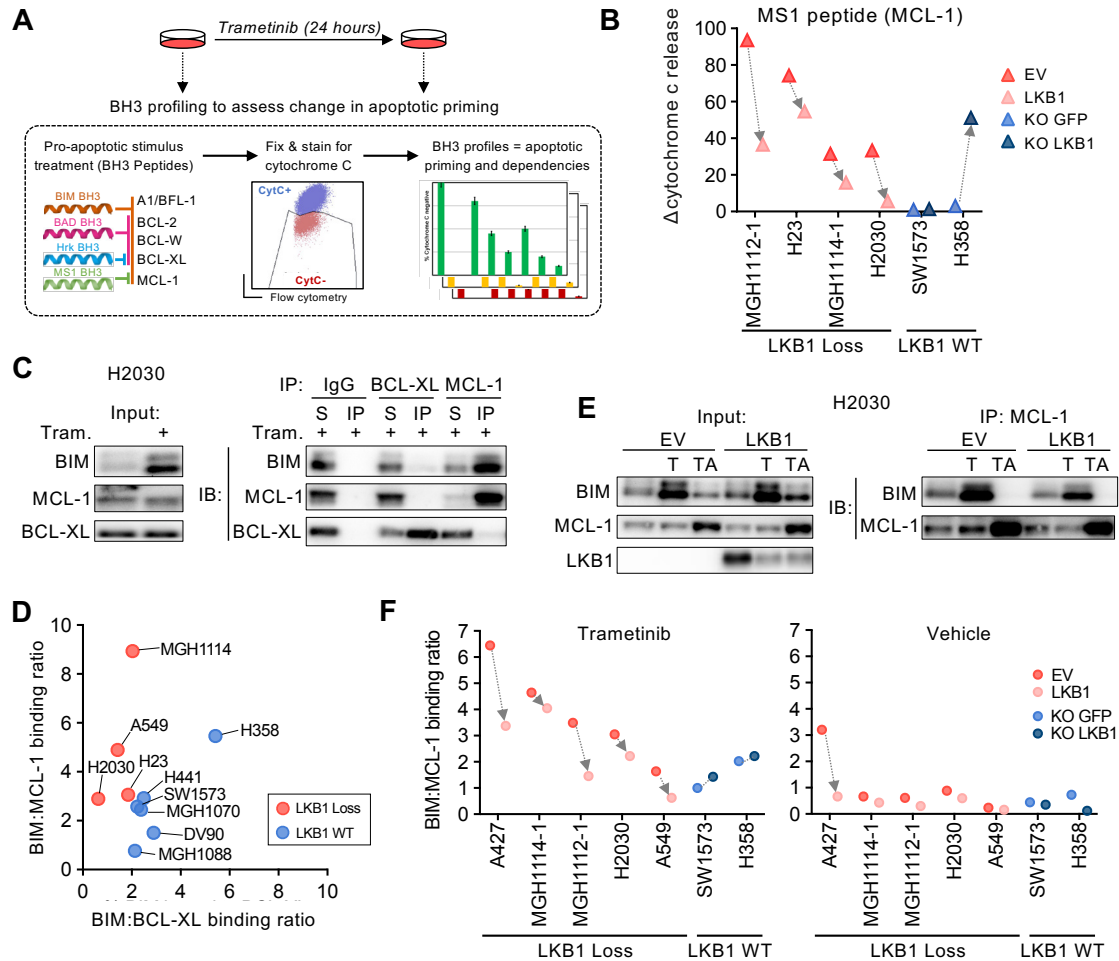 A
Trametinib (24 hours)
BH3 profiling to assess change in apoptotic priming
Pro-apoptotic stimulus
treatment (BH3 Peptides)
Fix & stain for
cytochrome C
BH3 profiles = apoptotic
priming and dependencies
BIM BH3
BAD BH3
Hrk BH3
MS1 BH3
A1/BFL-1
BCL-2
BCL-W
BCL-XL
MCL-1
CytC+
CytC-
Flow cytometry
% Cytochrome C negative
B
MS1 peptide (MCL-1)
Δcytochrome c release
100
80
60
40
20
0
EV
LKB1
KO GFP
KO LKB1
MGH1112-1
H23
MGH1114-1
H2030
SW1573
H358
LKB1 Loss
LKB1 WT
C
H2030
Input:
Tram. +
BIM
MCL-1
BCL-XL
IP: IgG BCL-XL MCL-1
S IP S IP S IP
Tram. + + + + + +
IB:
BIM
MCL-1
BCL-XL
E
H2030
Input:
EV LKB1
T TA T TA
BIM
MCL-1
LKB1
IP: MCL-1
EV LKB1
T TA T TA
IB:
BIM
MCL-1
D
BIM:MCL-1 binding ratio
10
8
6
4
2
0
MGH1114
A549
H358
H2030
H23
H441
SW1573
MGH1070
DV90
MGH1088
LKB1 Loss
LKB1 WT
0 2 4 6 8 10
BIM:BCL-XL binding ratio
F
BIM:MCL-1 binding ratio
Trametinib
7
6
5
4
3
2
1
0
A427
MGH1114-1
MGH1112-1
H2030
A549
SW1573
H358
LKB1 Loss
LKB1 WT
Vehicle
7
6
5
4
3
2
1
0
EV
LKB1
KO GFP
KO LKB1
A427
MGH1114-1
MGH1112-1
H2030
A549
SW1573
H358
LKB1 Loss
LKB1 WT